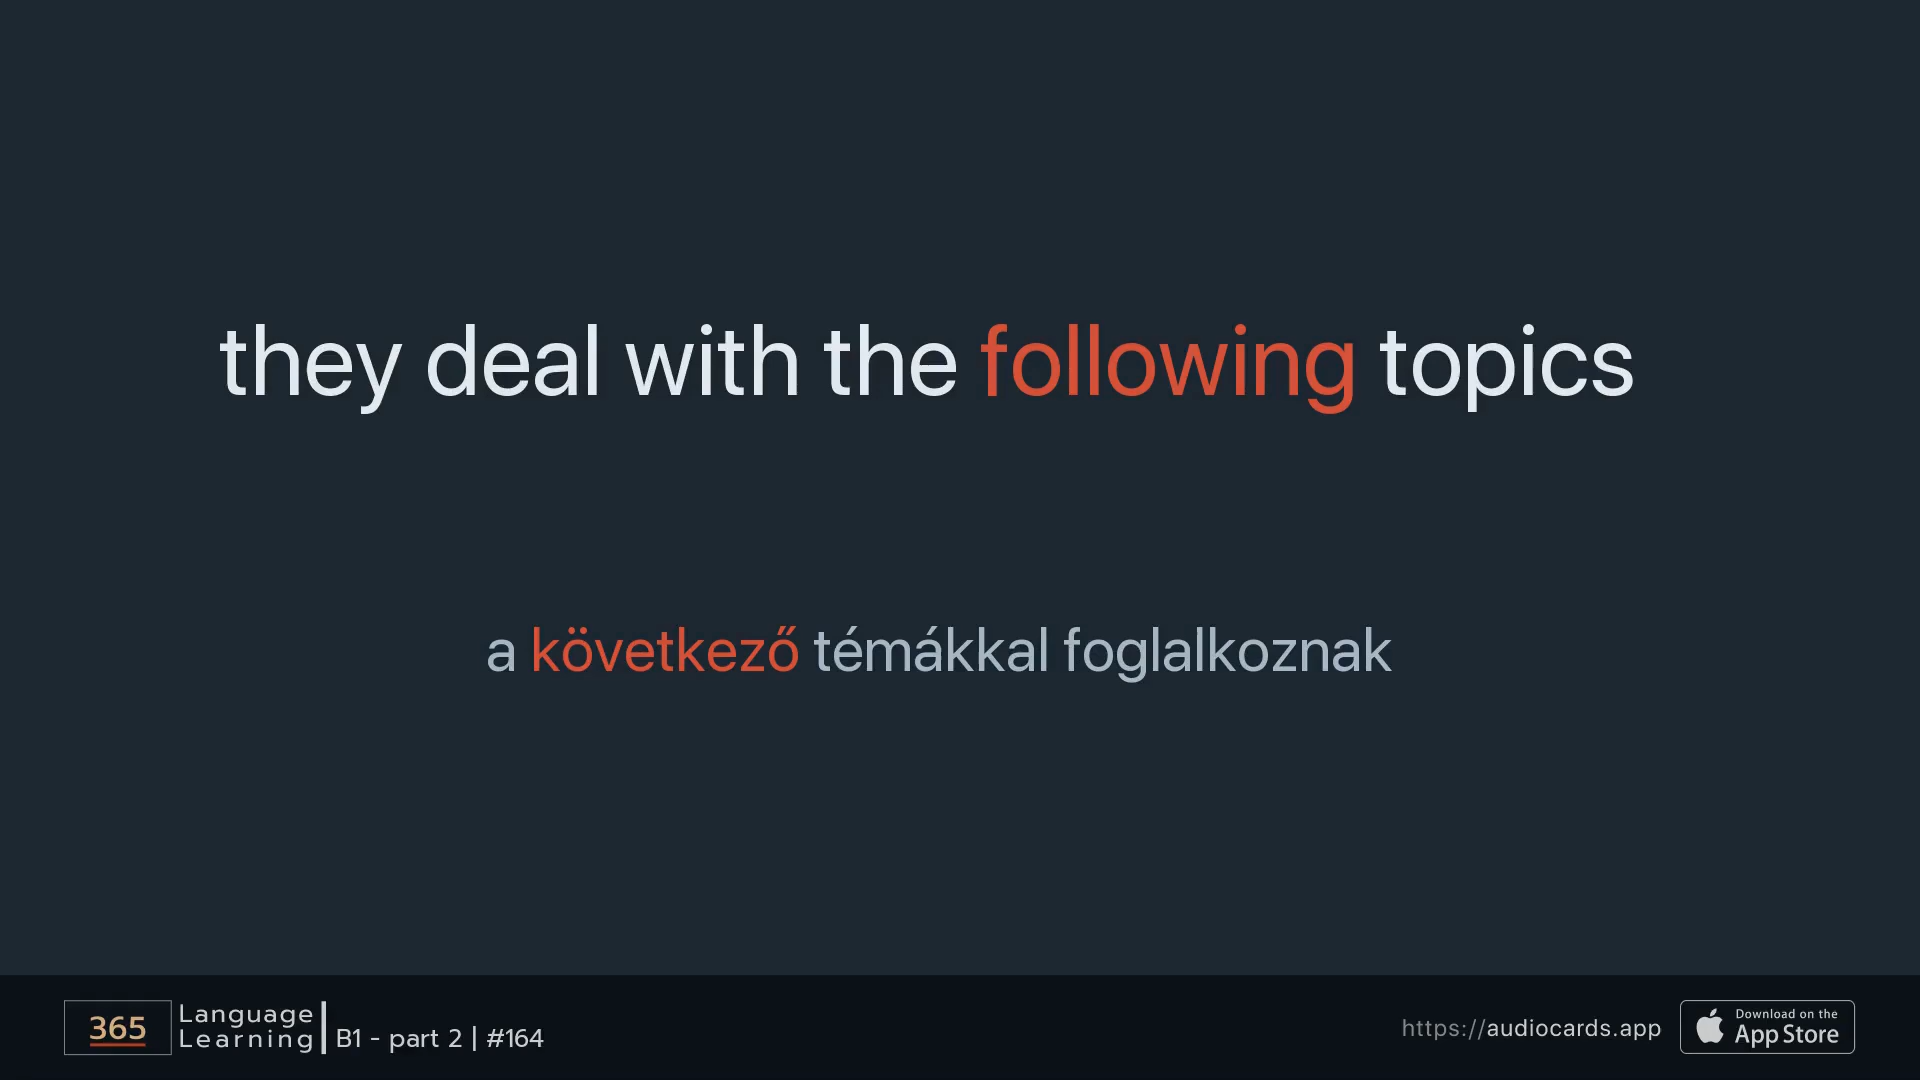 they deal with the following topics
a következő témákkal foglalkoznak
365
Language
Learning
B1 - part 2 | #164
https://audiocards.app
Download on the
App Store